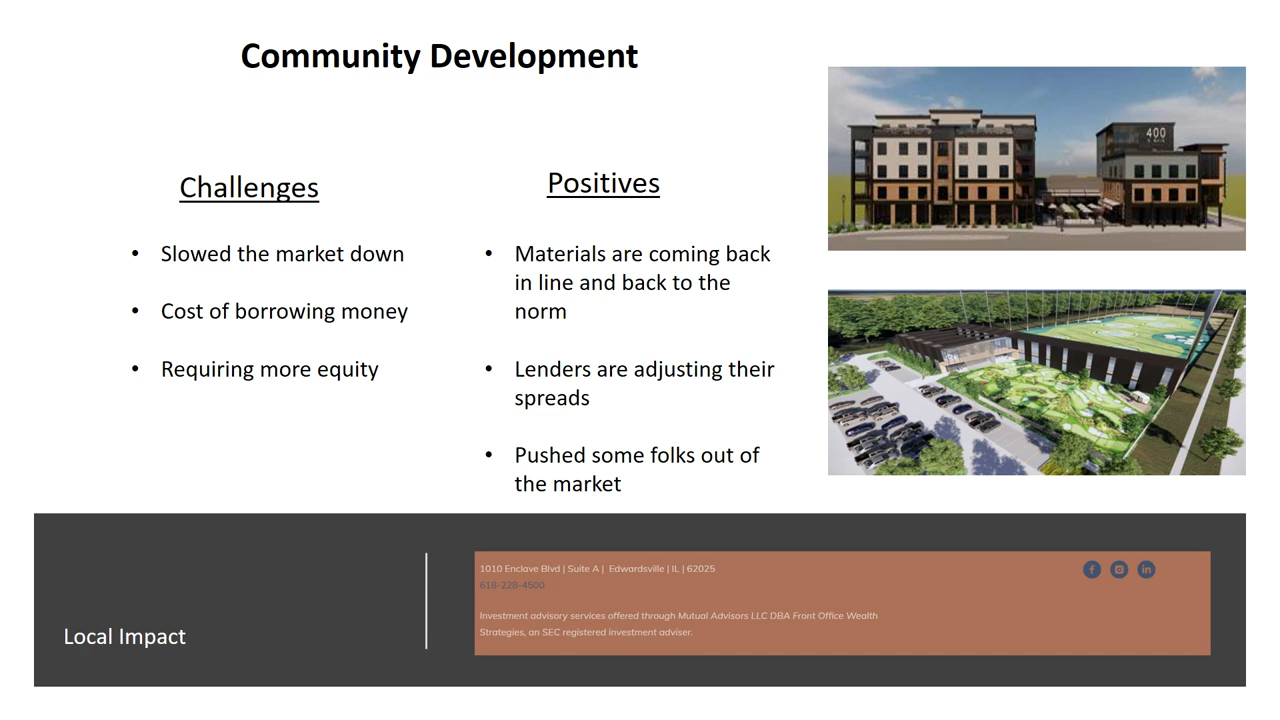 Community Development
Challenges
• Slowed the market down
• Cost of borrowing money
• Requiring more equity
Positives
• Materials are coming back
in line and back to the
norm
• Lenders are adjusting their
spreads
• Pushed some folks out of
the market
400
Local Impact
1010 Enclave Blvd | Suite A | Edwardsville | IL | 62025
618-228-4500
Investment advisory services offered through Mutual Advisors LLC DBA Front Office Wealth
Strategies, an SEC registered investment adviser.